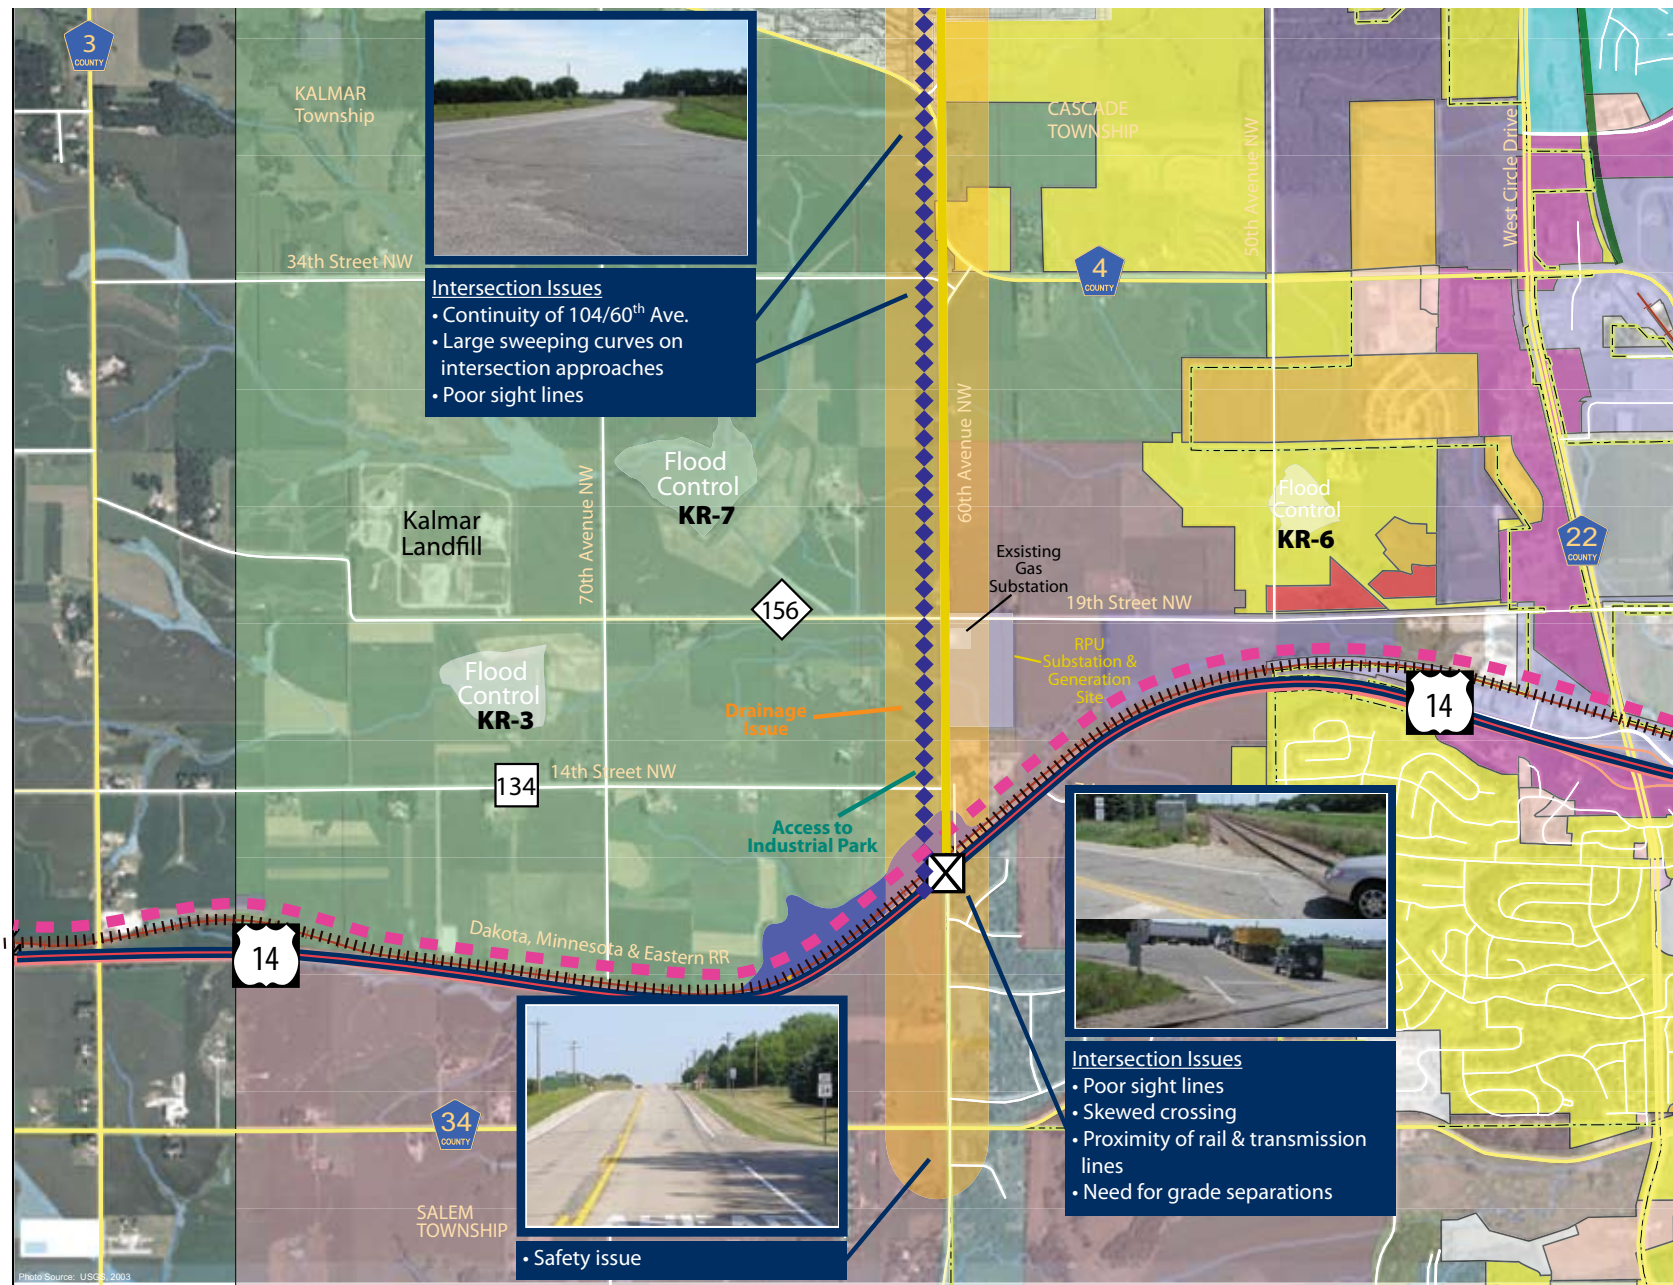 3
COUNTY
KALMAR
Township
CASCADE
TOWNSHIP
50th Avenue NW
West Circle Drive
34th Street NW
4
COUNTY
Intersection Issues
• Continuity of 104/60th Ave.
• Large sweeping curves on
intersection approaches
• Poor sight lines
60th Avenue NW
70th Avenue NW
Flood
Control
KR-7
Kalmar
Landfill
Flood
Control
KR-6
22
COUNTY
Exsisting
Gas
Substation
156
19th Street NW
RPU
Substation &
Generation
Site
Flood
Control
KR-3
Drainage
Issue
14
134
14th Street NW
Access to
Industrial Park
Dakota, Minnesota & Eastern RR
14
34
COUNTY
Intersection Issues
• Poor sight lines
• Skewed crossing
• Proximity of rail & transmission
lines
• Need for grade separations
SALEM
TOWNSHIP
• Safety issue
Photo Source: USGS, 2003